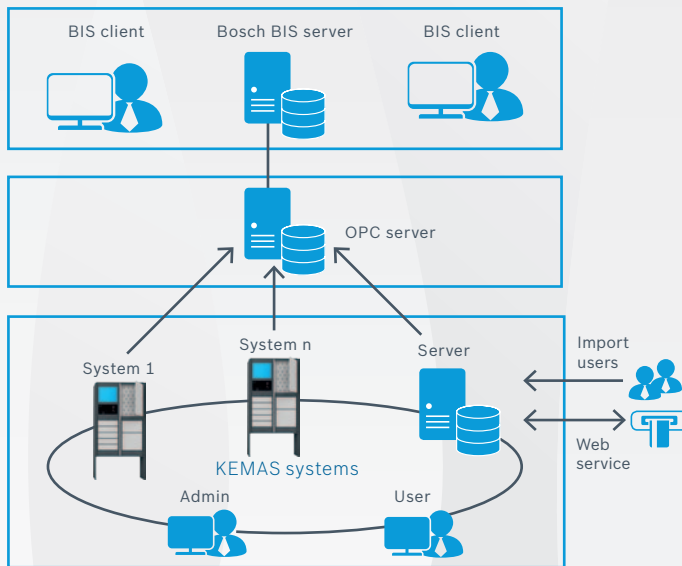 BIS client
Bosch BIS server
BIS client
OPC server
System 1
System n
Server
Import
users
Web
service
KEMAS systems
Admin
User